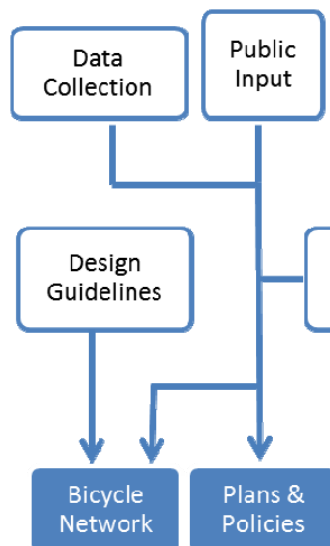 Data
Collection
Public
Input
Design
Guidelines
Bicycle
Network
Plans &
Policies